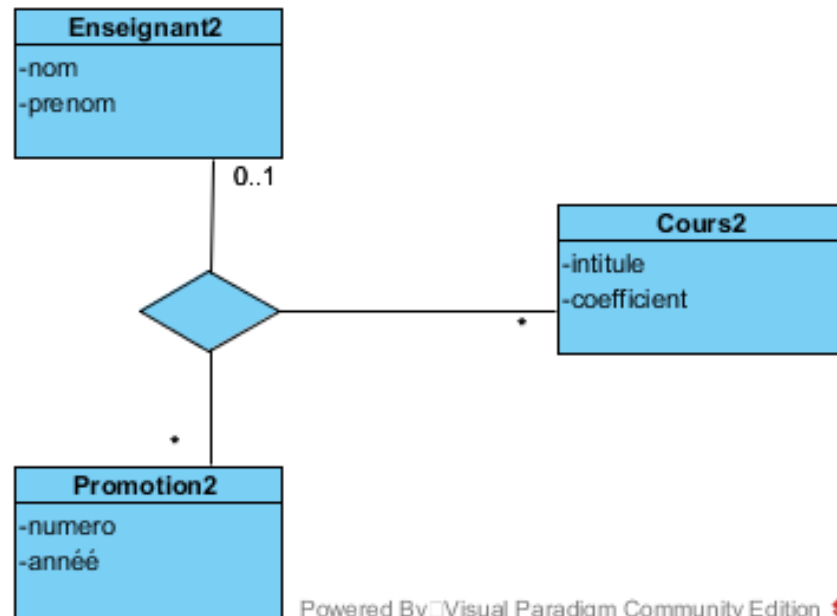 Enseignant2
-nom
-prenom
0..1
Cours2
-intitule
-coefficient
*
*
Promotion2
-numero
-annéé
Powered By Visual Paradigm Community Edition